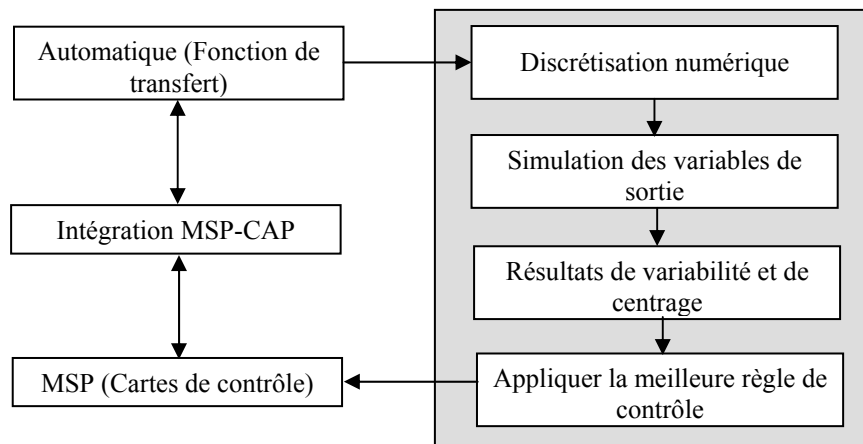 Automatique (Fonction de
transfert)
Intégration MSP-CAP
MSP (Cartes de contrôle)
Discrétisation numérique
Simulation des variables de
sortie
Résultats de variabilité et de
centrage
Appliquer la meilleure règle de
contrôle